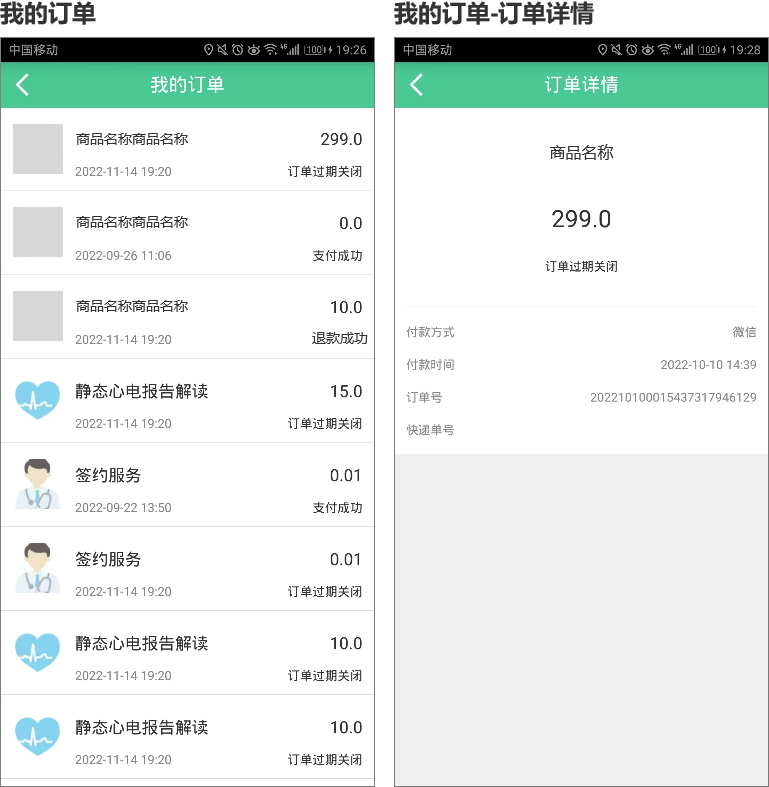 我的订单
中国移动 4G 100 19:26
我的订单
商品名称商品名称 299.0
2022-11-14 19:20 订单过期关闭
商品名称商品名称 0.0
2022-09-26 11:06 支付成功
商品名称商品名称 10.0
2022-11-14 19:20 退款成功
静态心电报告解读 15.0
2022-11-14 19:20 订单过期关闭
签约服务 0.01
2022-09-22 13:50 支付成功
签约服务 0.01
2022-11-14 19:20 订单过期关闭
静态心电报告解读 10.0
2022-11-14 19:20 订单过期关闭
静态心电报告解读 10.0
2022-11-14 19:20 订单过期关闭
我的订单-订单详情
中国移动 4G 100 19:28
订单详情
商品名称
299.0
订单过期关闭
付款方式 微信
付款时间 2022-10-10 14:39
订单号 202210100015437317946129
快递单号